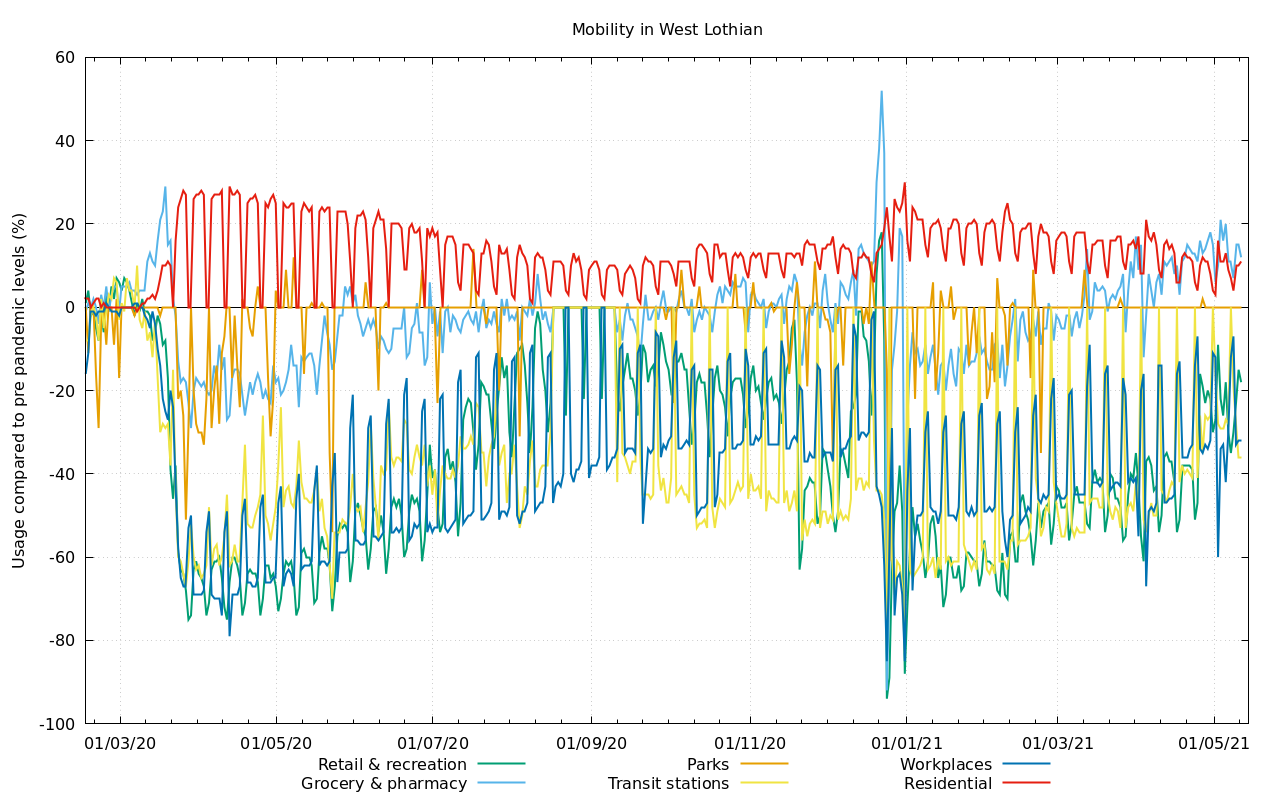 Mobility in West Lothian
Usage compared to pre pandemic levels (%)
60
40
20
0
-20
-40
-60
-80
-100
01/03/20 01/05/20 01/07/20 01/09/20 01/11/20 01/01/21 01/03/21 01/05/21
Retail & recreation Parks Workplaces
Grocery & pharmacy Transit stations Residential